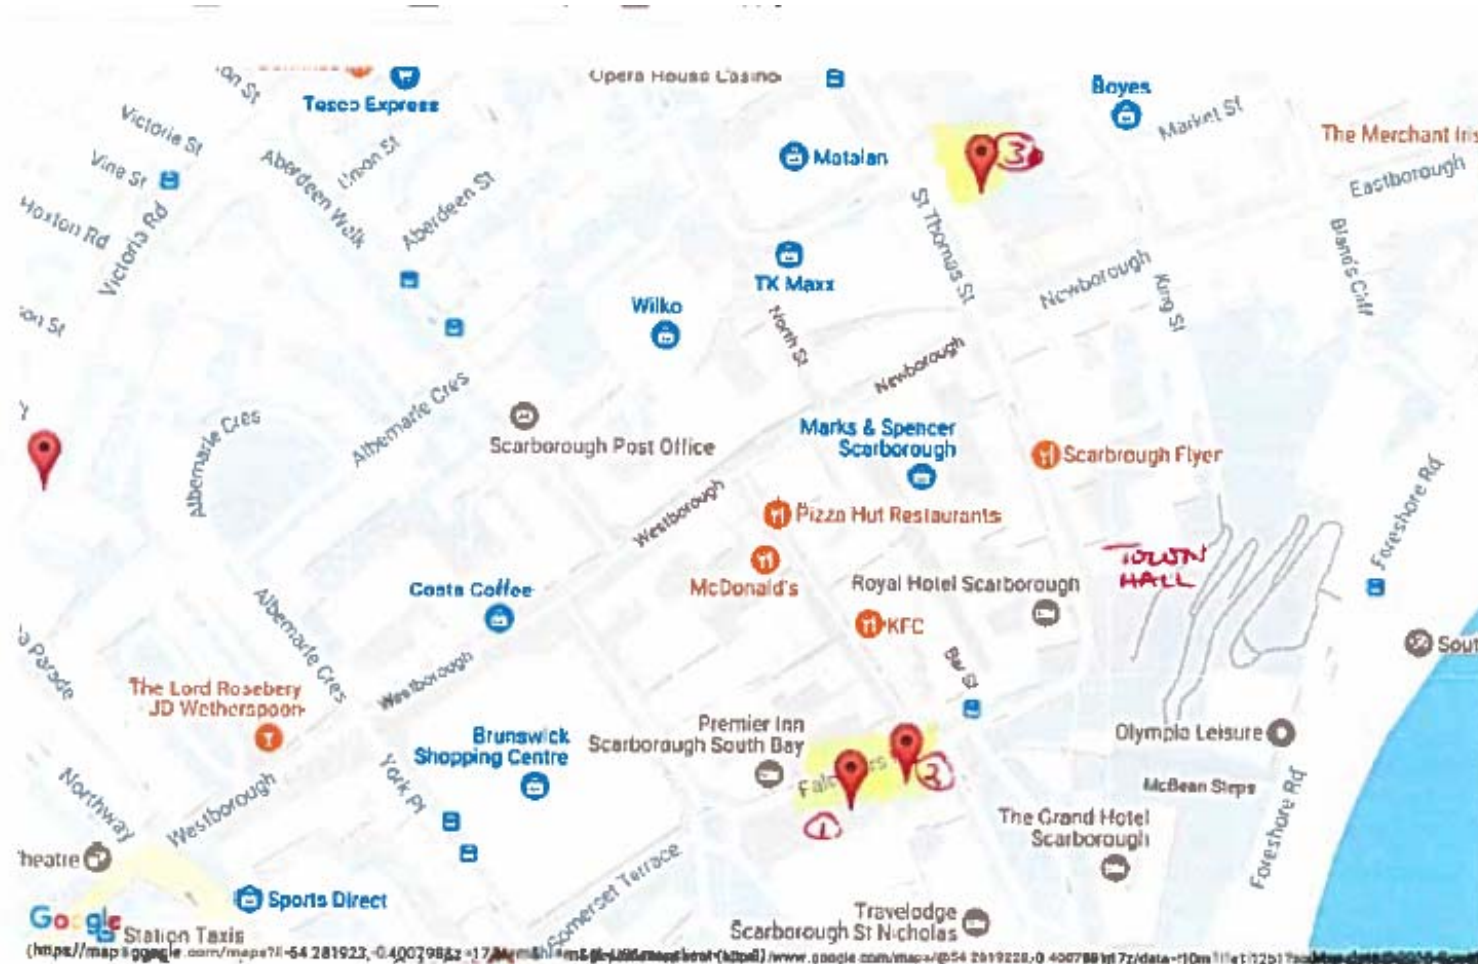 Opera House Casino
Boyes
Tesco Express
Victoria St
Union St
Market St
The Merchant
Vine St
Aberdeen Walk
Matalan
3
Eastborough
Hoxton Rd
Victoria Rd
Aberdeen St
St Thomas St
TK Maxx
Newborough
King St
Bland's Cliff
Wilko
North St
Newborough
Albemarle Cres
Albemarle Cres
Scarborough Post Office
Marks & Spencer
Scarborough
Scarbrough Flyer
Westborough
Pizza Hut Restaurants
Foreshore Rd
TOWN
HALL
McDonald's
Royal Hotel Scarborough
Costa Coffee
KFC
Albemarle Cres
Westborough
Bar St
The Lord Rosebery
- JD Wetherspoon
Premier Inn
Scarborough South Bay
Olympia Leisure
Brunswick
Shopping Centre
York Pl
2
1
McBean Steps
Northway
Westborough
The Grand Hotel
Scarborough
Foreshore Rd
Somerset Terrace
Sports Direct
Travelodge
Scarborough St Nicholas
Google
Station Taxis